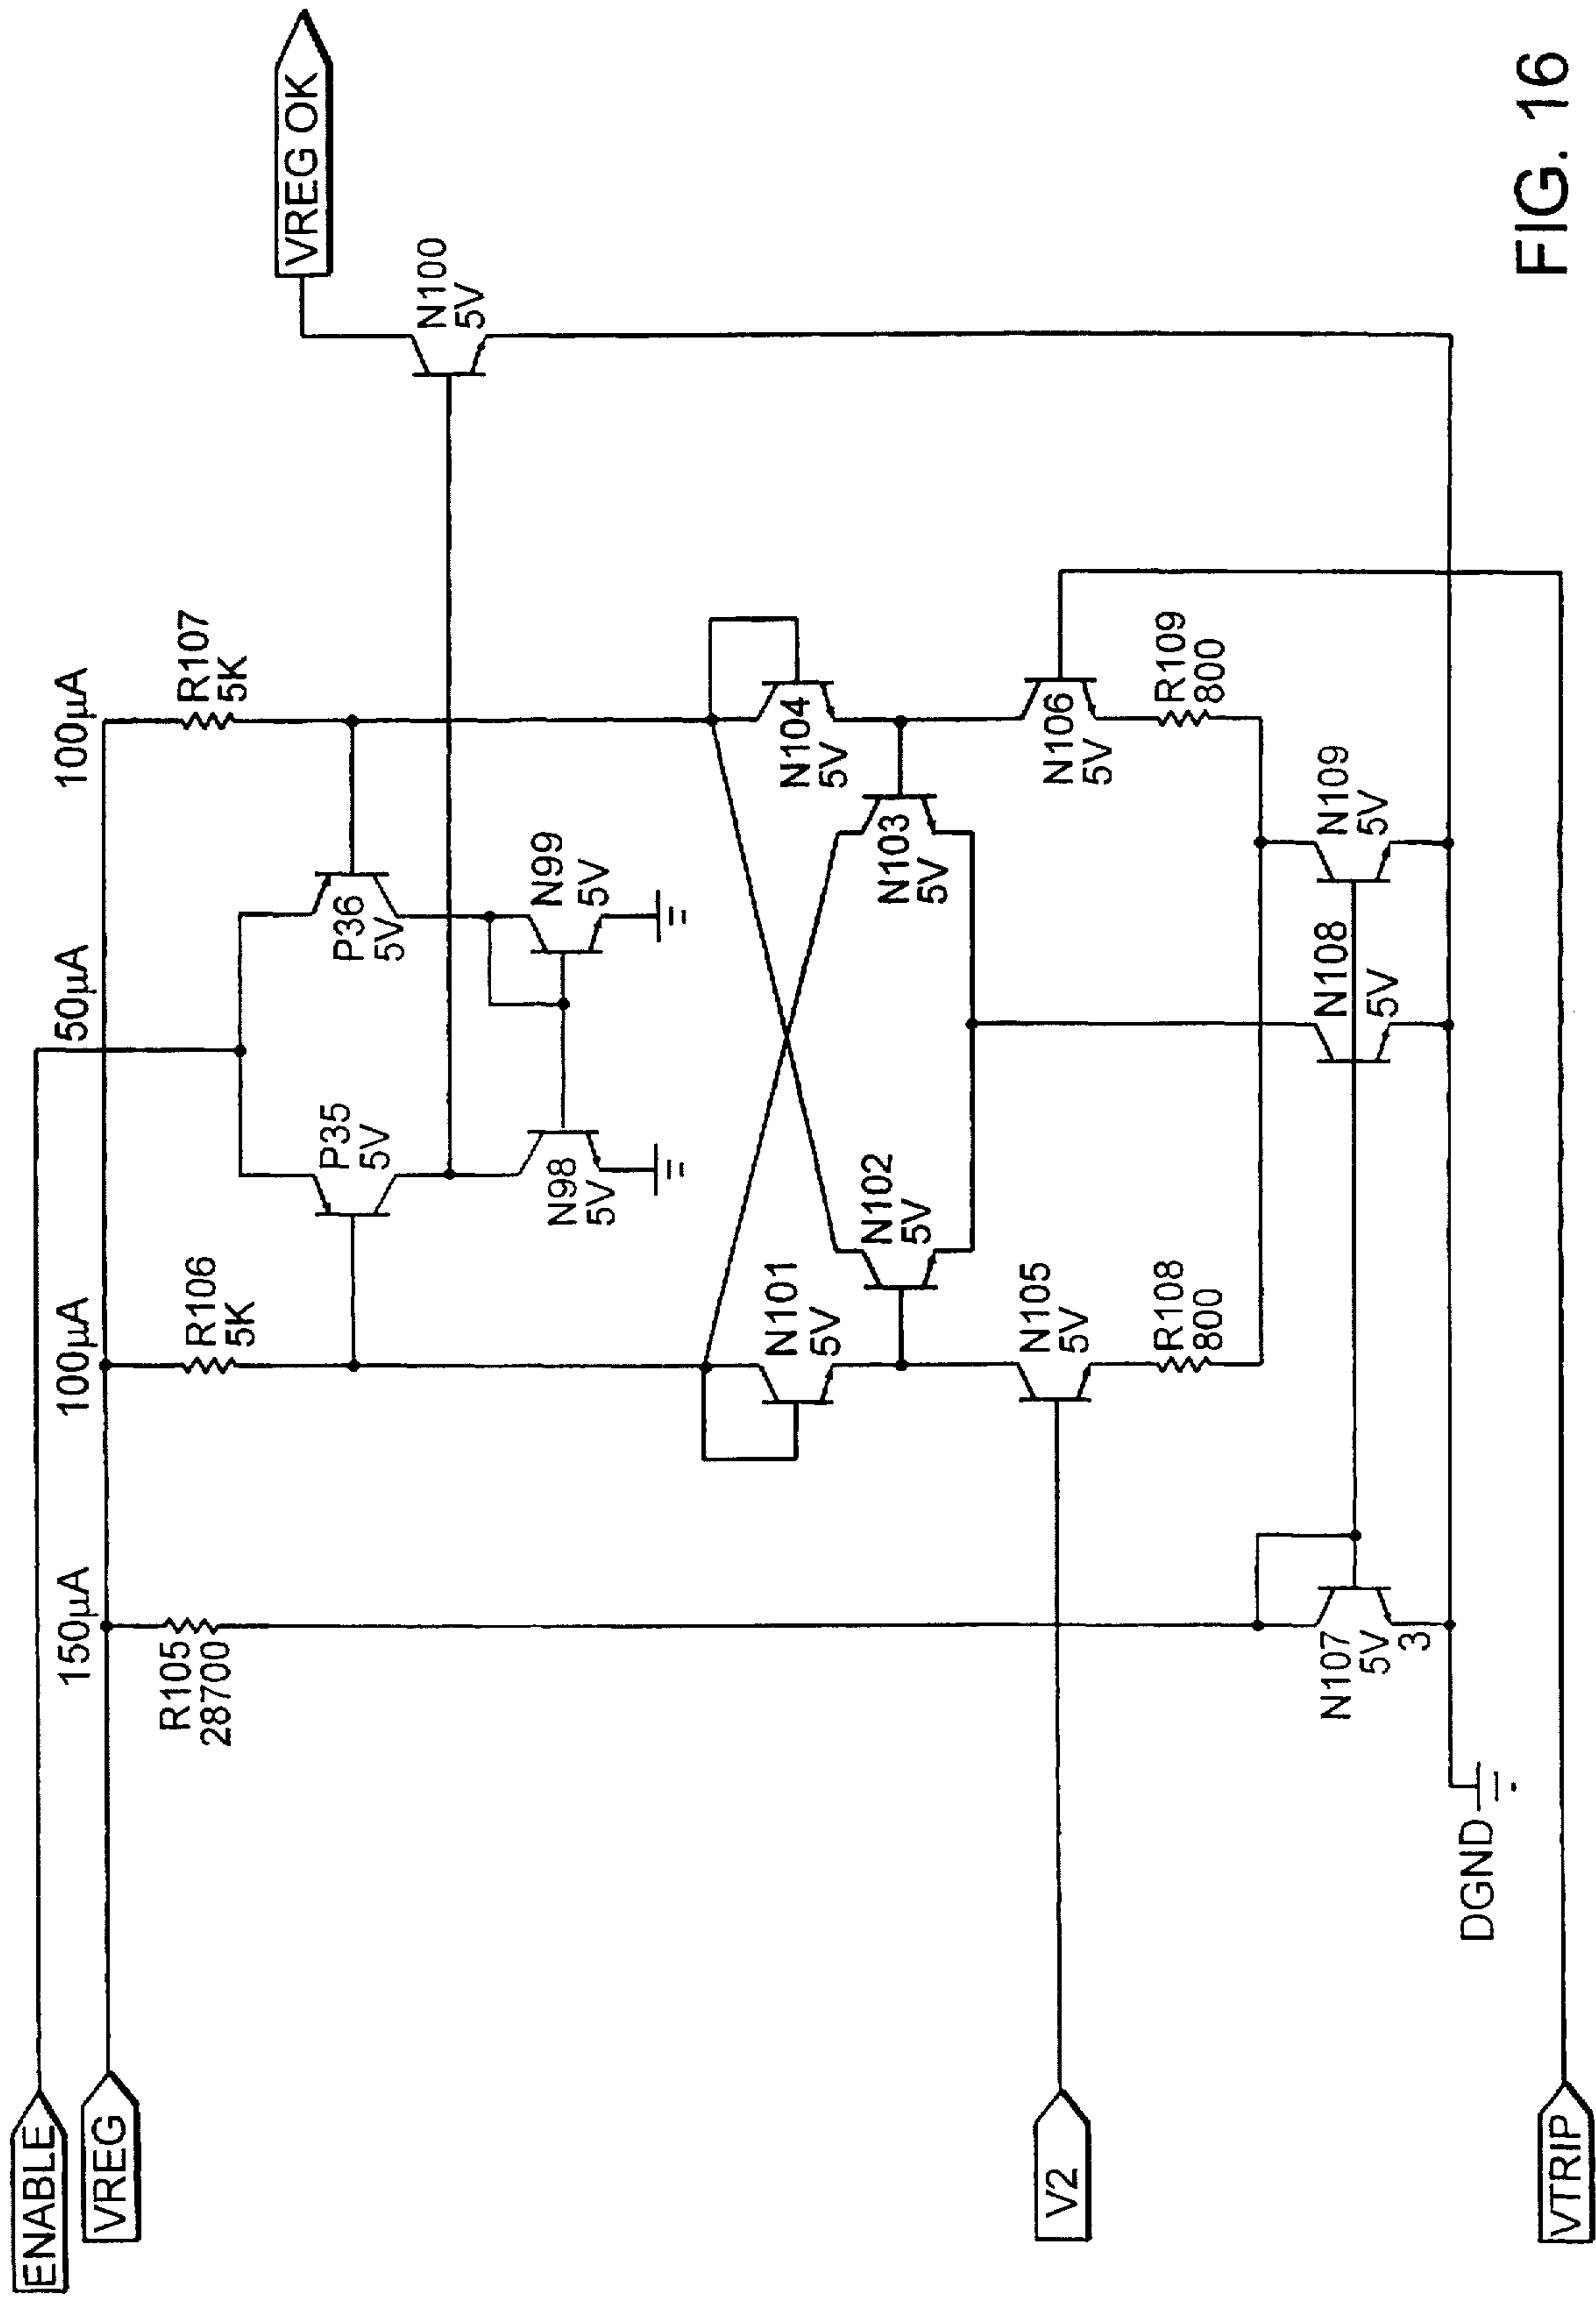 ENABLE
VREG
V2
VTRIP
150µA
100µA
50µA
100µA
R105
28700
R106
5K
R107
5K
P35
5V
P36
5V
N98
5V
N99
5V
N100
5V
VREG OK
N101
5V
N102
5V
N103
5V
N104
5V
N105
5V
N106
5V
R108
800
R109
800
N107
5V
3
N108
5V
N109
5V
DGND
FIG. 16